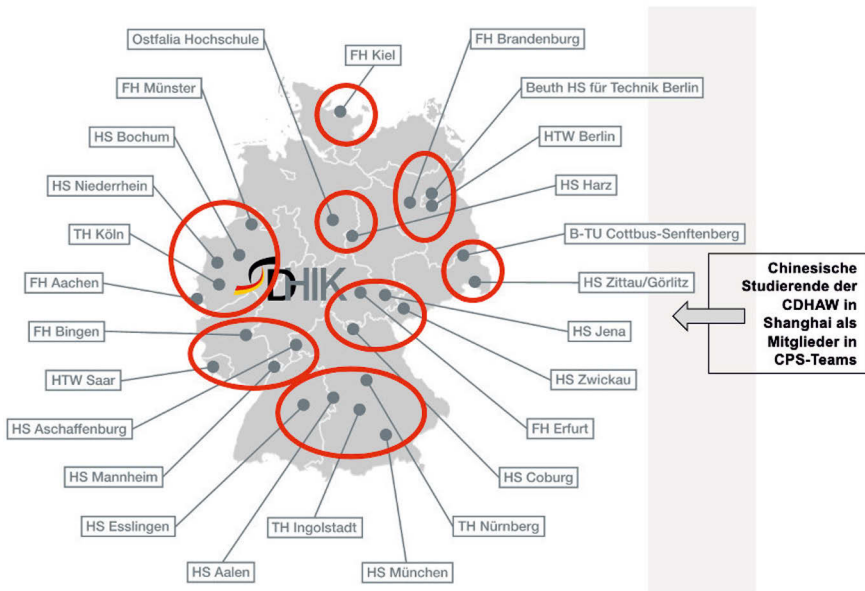 Ostfalia Hochschule
FH Kiel
FH Brandenburg
FH Münster
Beuth HS für Technik Berlin
HS Bochum
HTW Berlin
HS Niederrhein
HS Harz
TH Köln
B-TU Cottbus-Senftenberg
FH Aachen
DHIK
HS Zittau/Görlitz
Chinesische
Studierende der
CDHAW in
Shanghai als
Mitglieder in
CPS-Teams
FH Bingen
HS Jena
HTW Saar
HS Zwickau
HS Aschaffenburg
FH Erfurt
HS Mannheim
HS Coburg
HS Esslingen
TH Ingolstadt
TH Nürnberg
HS Aalen
HS München